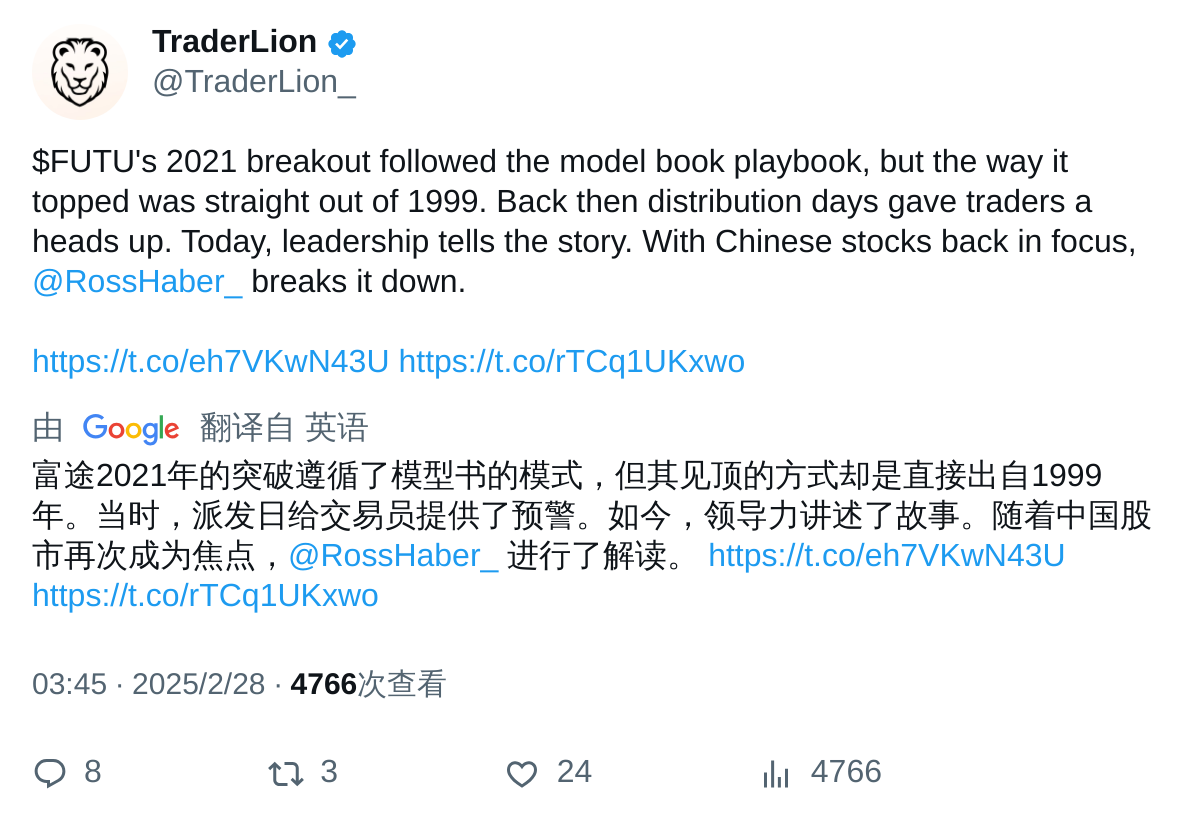 TraderLion
@TraderLion_
$FUTU's 2021 breakout followed the model book playbook, but the way it
topped was straight out of 1999. Back then distribution days gave traders a
heads up. Today, leadership tells the story. With Chinese stocks back in focus,
@RossHaber_ breaks it down.
https://t.co/eh7VKwN43U https://t.co/rTCq1UKxwo
由 Google 翻译自 英语
富途2021年的突破遵循了模型书的模式，但其见顶的方式却是直接出自1999
年。当时，派发日给交易员提供了预警。如今，领导力讲述了故事。随着中国股
市再次成为焦点，@RossHaber_ 进行了解读。 https://t.co/eh7VKwN43U
https://t.co/rTCq1UKxwo
03:45 · 2025/2/28 · 4766次查看
8 3 24 4766